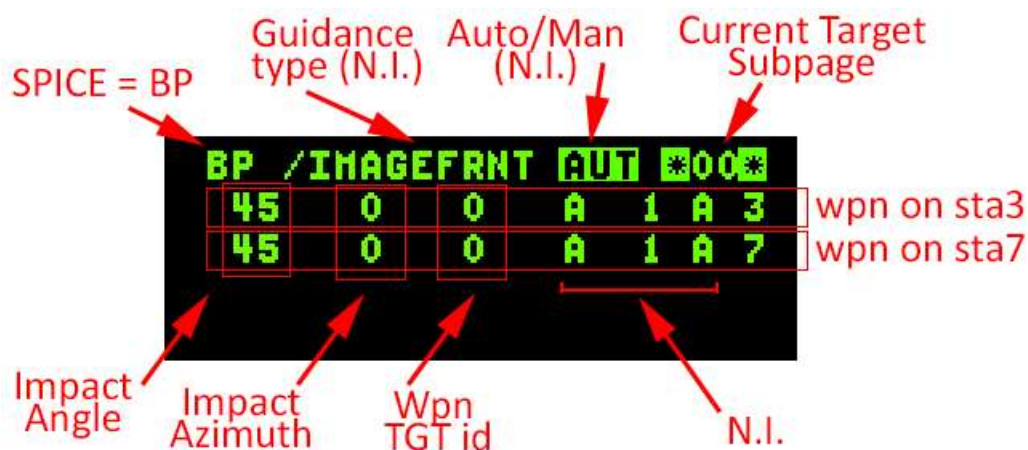 SPICE = BP
Guidance
type (N.I.)
Auto/Man
(N.I.)
Current Target
Subpage
BP /IMAGEFRNT AUT *00*
45 0 0 A 1 A 3
wpn on sta3
45 0 0 A 1 A 7
wpn on sta7
Impact
Angle
Impact
Azimuth
Wpn
TGT id
N.I.